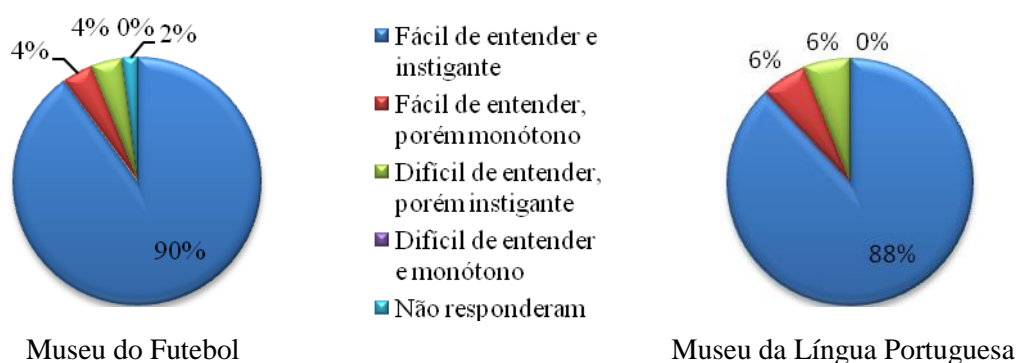 4%
4%
0%
2%
90%
Fácil de entender e
instigante
Fácil de entender,
porém monótono
Difícil de entender,
porém instigante
Difícil de entender
e monótono
Não responderam
6%
6%
0%
88%
Museu do Futebol
Museu da Língua Portuguesa